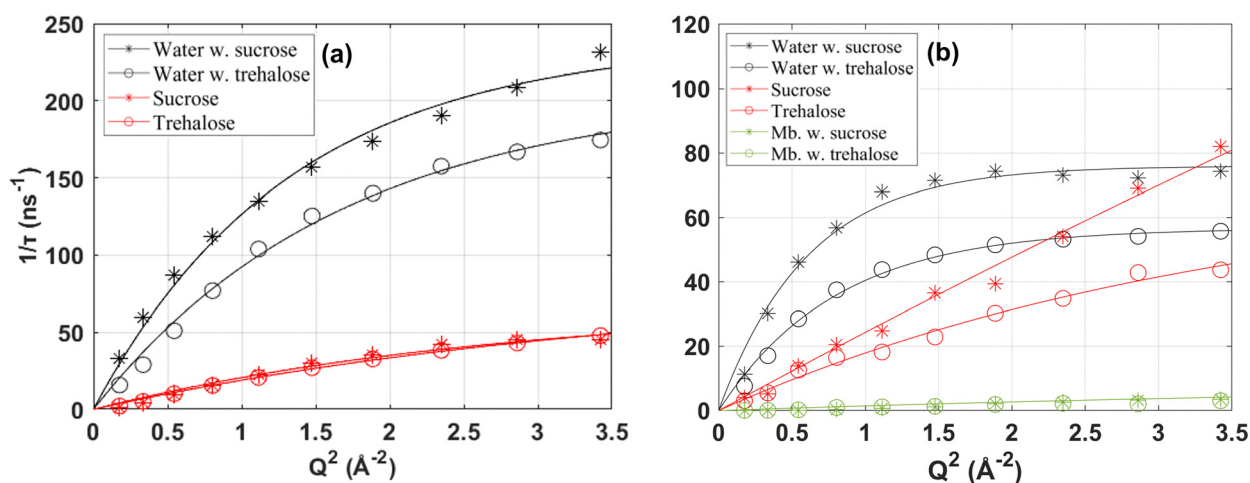 (a)
250
200
150
100
50
0
1/τ (ns⁻¹)
Water w. sucrose
Water w. trehalose
Sucrose
Trehalose
0 0.5 1 1.5 2 2.5 3 3.5
Q² (Å⁻²)
(b)
120
100
80
60
40
20
0
Water w. sucrose
Water w. trehalose
Sucrose
Trehalose
Mb. w. sucrose
Mb. w. trehalose
0 0.5 1 1.5 2 2.5 3 3.5
Q² (Å⁻²)